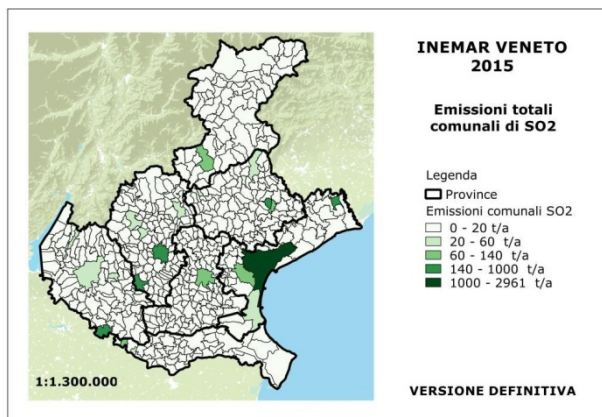 INEMAR VENETO
2015
Emissioni totali
comunali di SO2
Legenda
Province
Emissioni comunali SO2
0 - 20 t/a
20 - 60 t/a
60 - 140 t/a
140 - 1000 t/a
1000 - 2961 t/a
1:1.300.000
VERSIONE DEFINITIVA